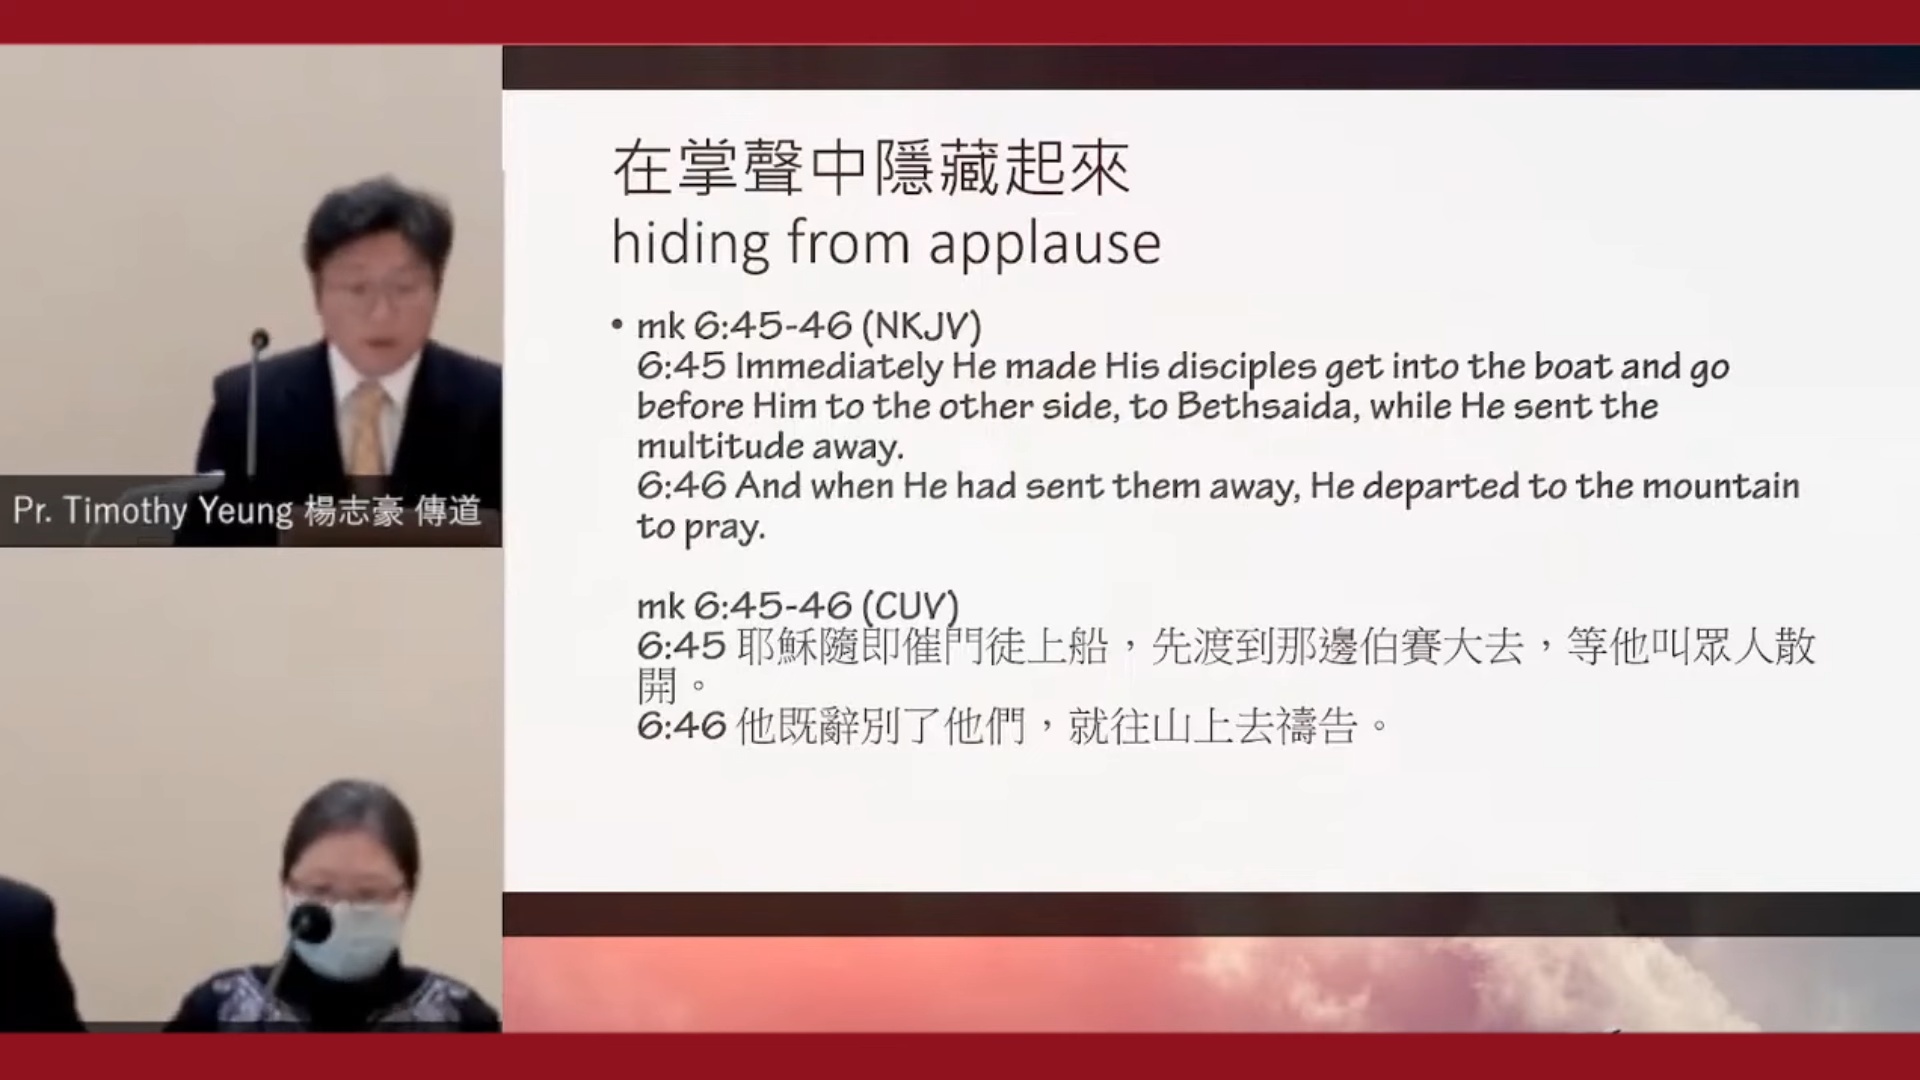 在掌聲中隱藏起來
hiding from applause
• mk 6:45-46 (NKJV)
6:45 Immediately He made His disciples get into the boat and go
before Him to the other side, to Bethsaida, while He sent the
multitude away.
6:46 And when He had sent them away, He departed to the mountain
to pray.
mk 6:45-46 (CUV)
6:45 耶穌隨即催門徒上船，先渡到那邊伯賽大去，等他叫眾人散
開。
6:46 他既辭別了他們，就往山上去禱告。
Pr. Timothy Yeung 楊志豪 傳道